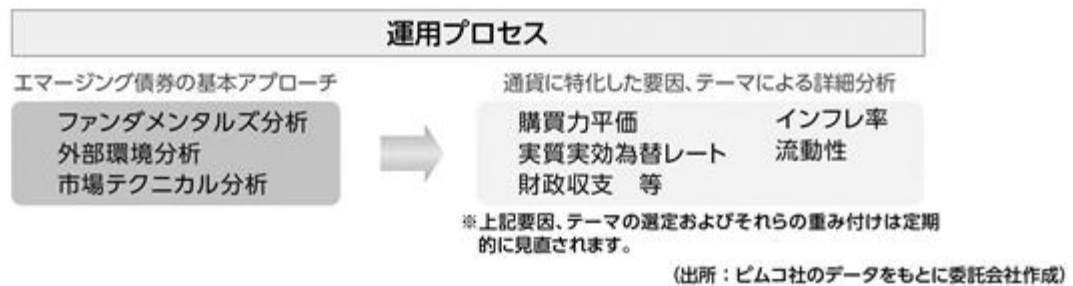 運用プロセス
エマージング債券の基本アプローチ
ファンダメンタルズ分析
外部環境分析
市場テクニカル分析
通貨に特化した要因、テーマによる詳細分析
購買力平価 インフレ率
実質実効為替レート 流動性
財政収支 等
※上記要因、テーマの選定およびそれらの重み付けは定期
的に見直されます。
(出所:ピムコ社のデータをもとに委託会社作成)